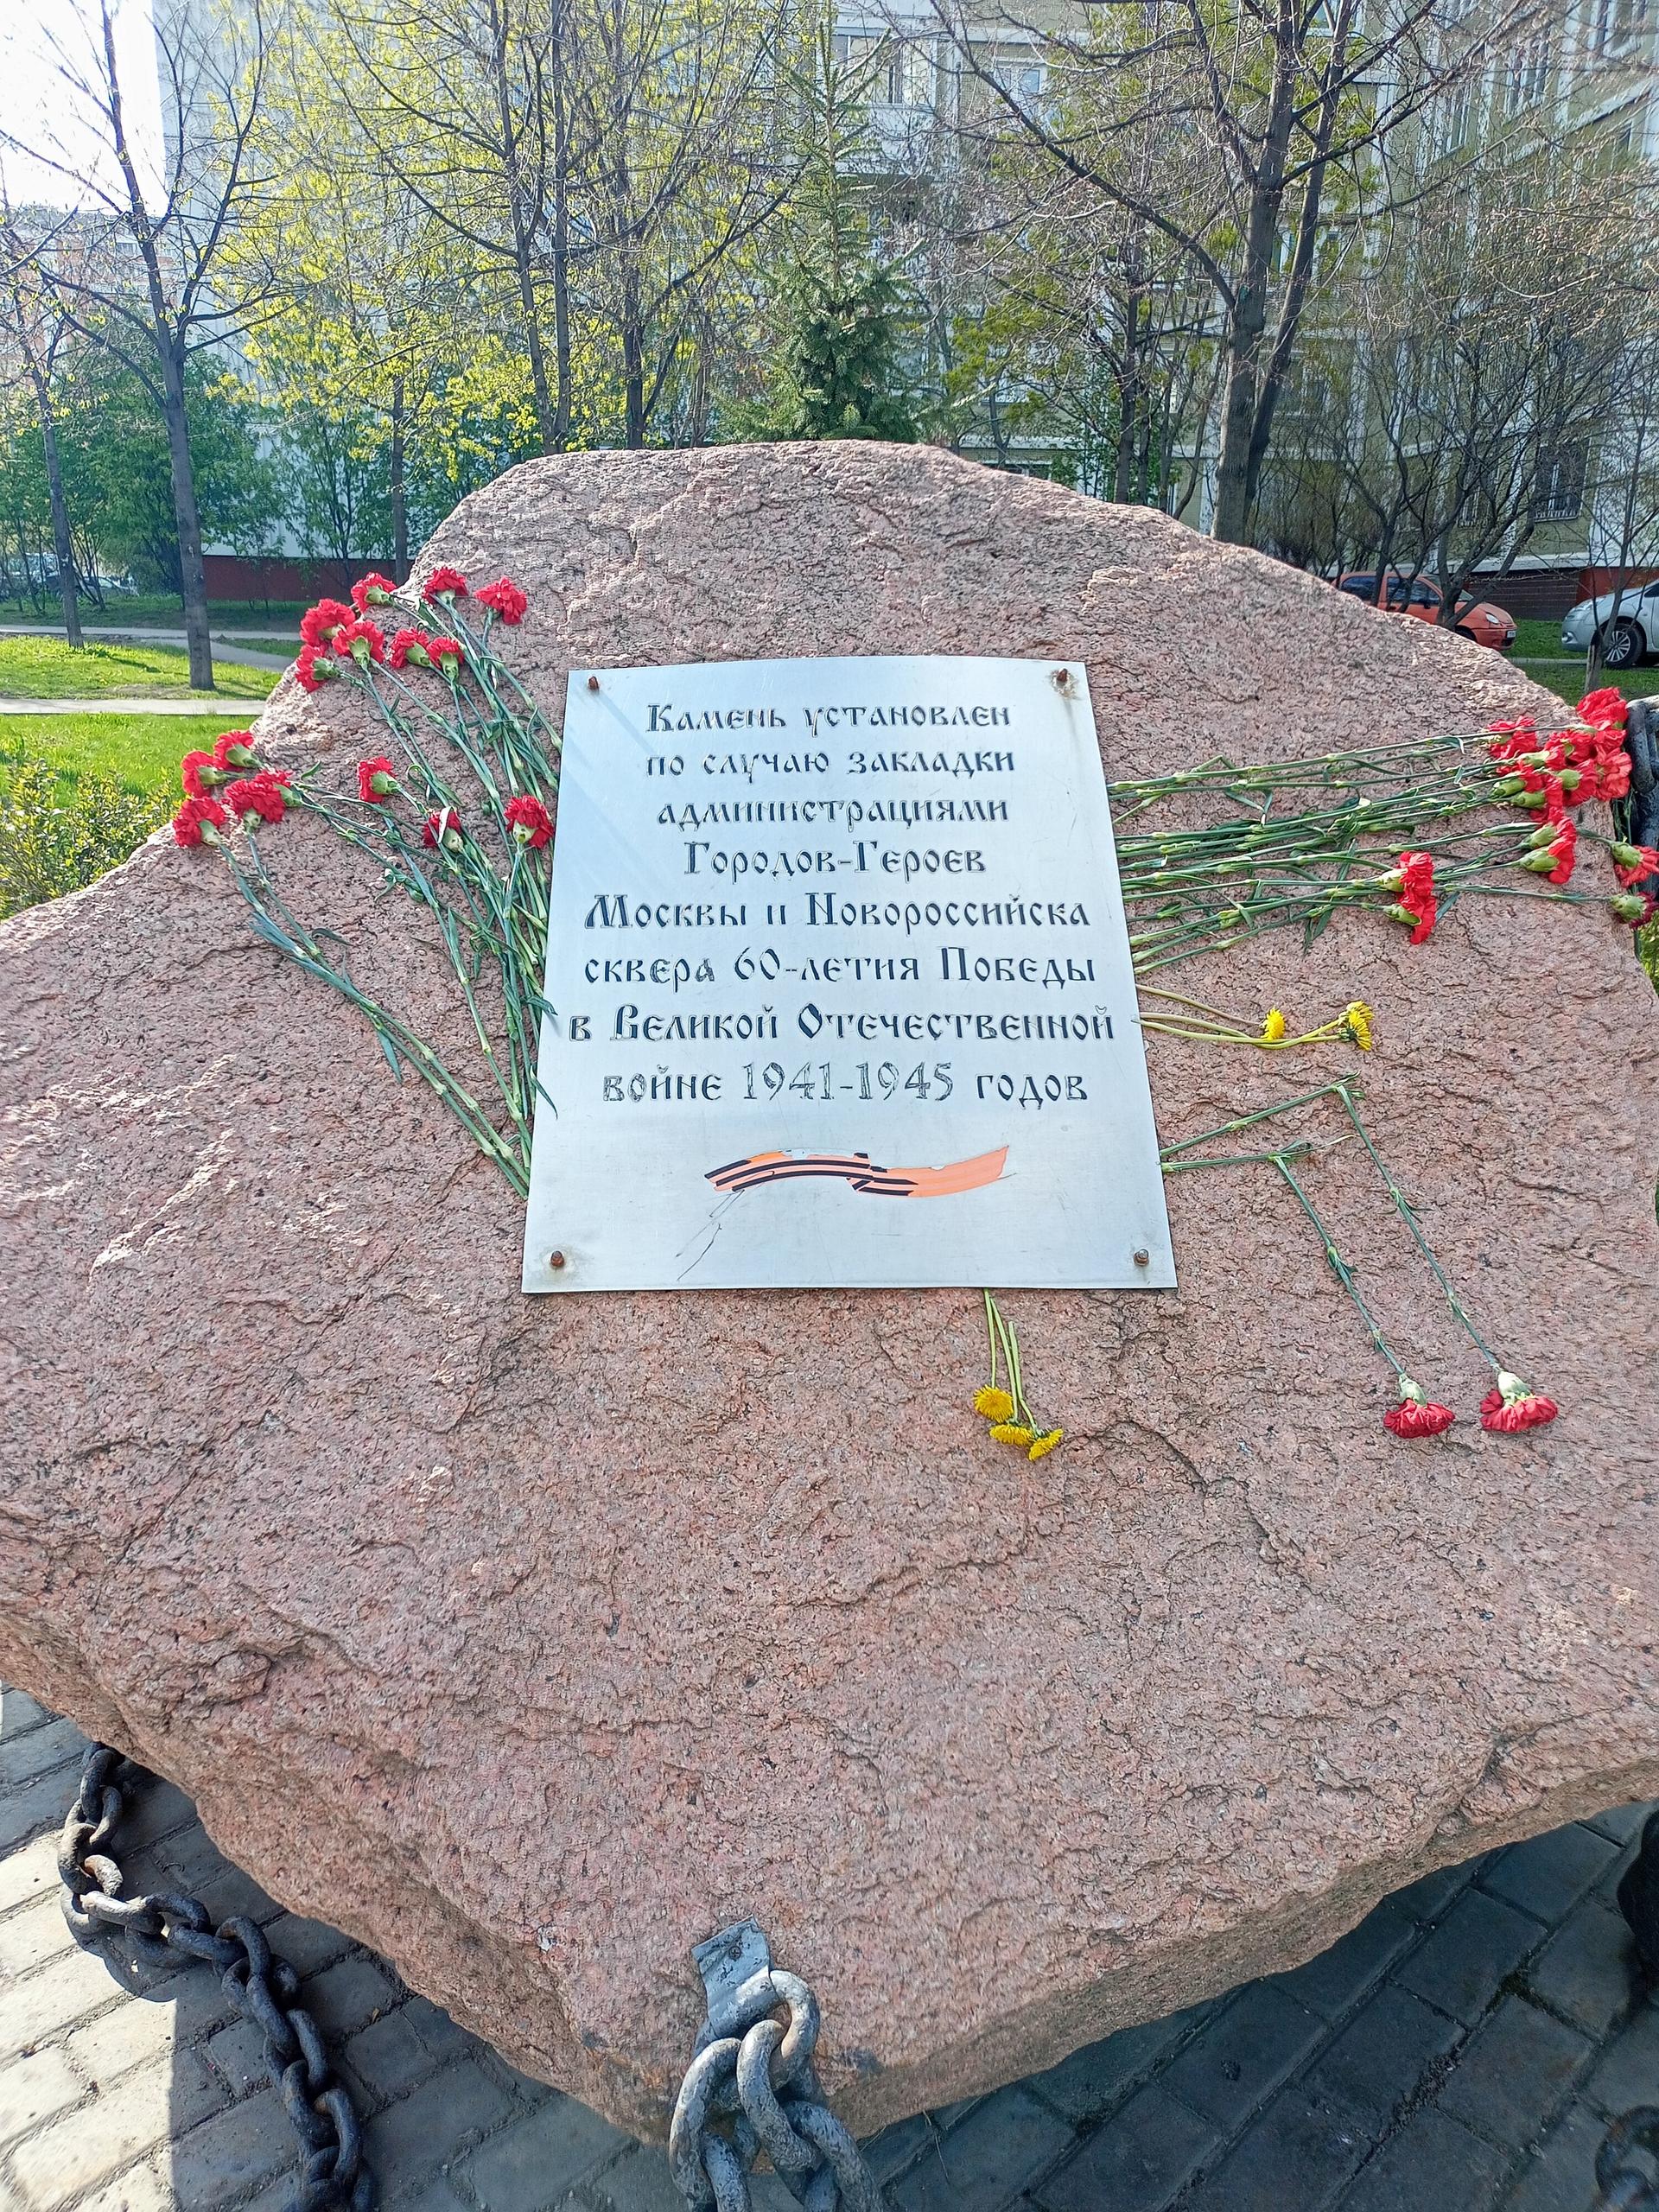 Камень установлен
по случаю закладки
администрациями
Городов-Героев
Москвы и Новороссийска
сквера 60-летия Победы
в Великой Отечественной
войне 1941-1945 годов